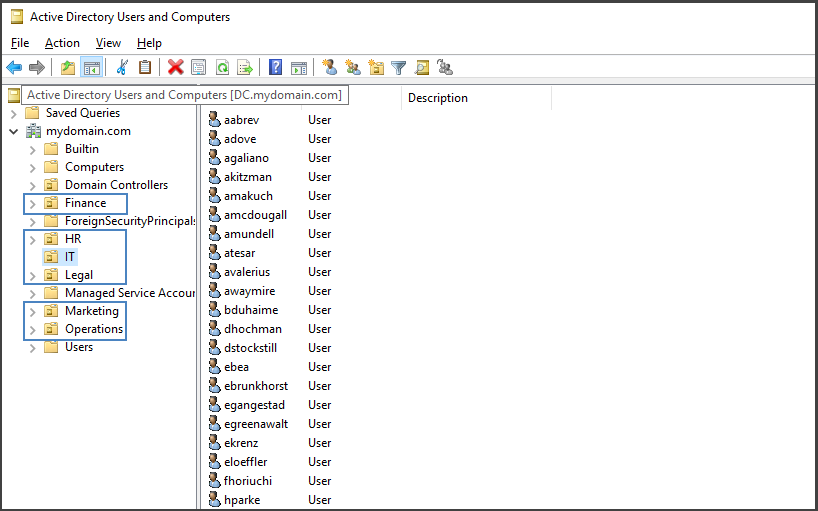 Active Directory Users and Computers
File Action View Help
Active Directory Users and Computers [DC.mydomain.com]
Description
Saved Queries
mydomain.com
Builtin
Computers
Domain Controllers
Finance
ForeignSecurityPrincipals
HR
IT
Legal
Managed Service Accour
Marketing
Operations
Users
aabrev User
adove User
agaliano User
akitzman User
amakuch User
amcdougall User
amundell User
atesar User
avalerius User
awaymire User
bduhaime User
dhochman User
dstockstill User
ebea User
ebrunkhorst User
egangestad User
egreenawalt User
ekrenz User
eloeffler User
fhoriuchi User
hparke User